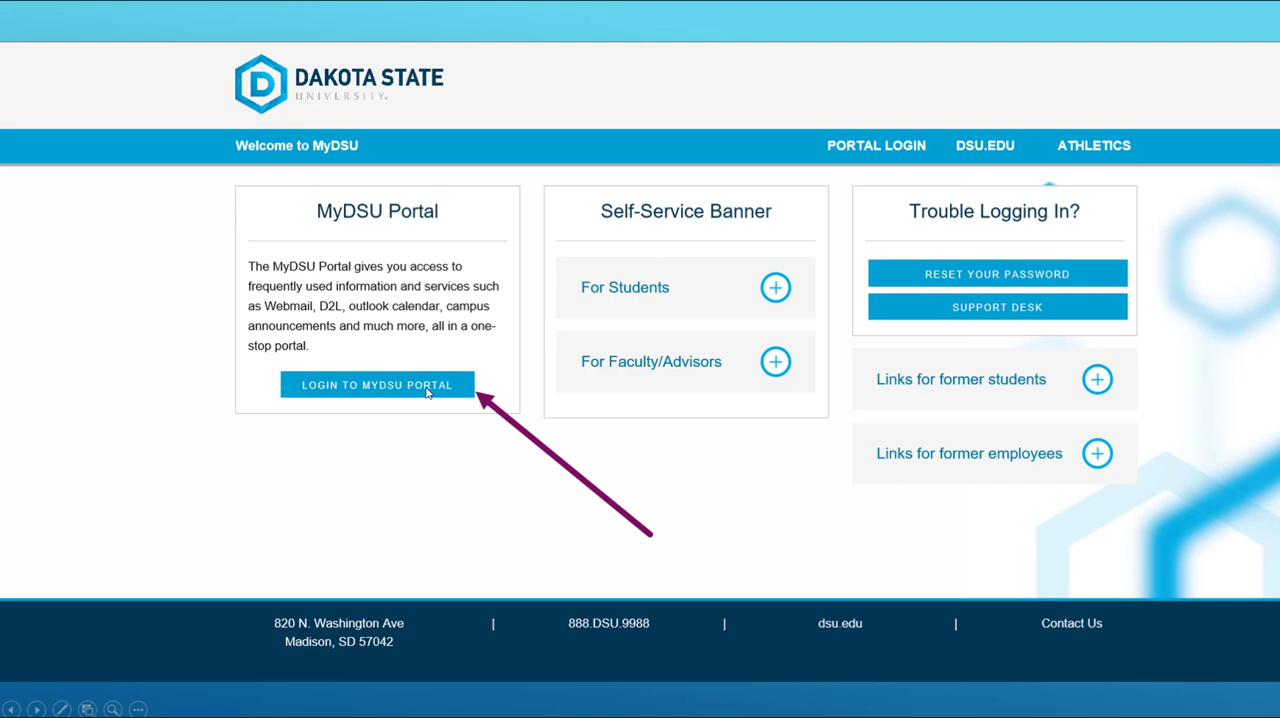 DAKOTA STATE
UNIVERSITY
Welcome to MyDSU
PORTAL LOGIN
DSU.EDU
ATHLETICS
MyDSU Portal
The MyDSU Portal gives you access to
frequently used information and services such
as Webmail, D2L, outlook calendar, campus
announcements and much more, all in a one-
stop portal.
LOGIN TO MYDSU PORTAL
Self-Service Banner
For Students
For Faculty/Advisors
Trouble Logging In?
RESET YOUR PASSWORD
SUPPORT DESK
Links for former students
Links for former employees
820 N. Washington Ave
Madison, SD 57042
|
888.DSU.9988
|
dsu.edu
|
Contact Us